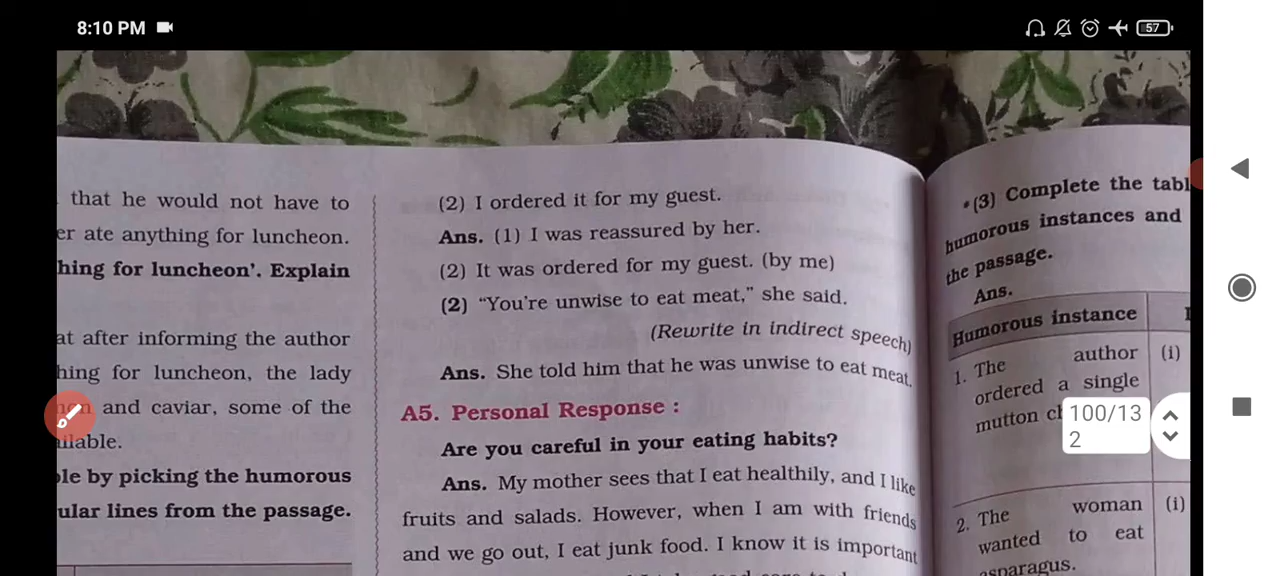 8:10 PM
57
that he would not have to
er ate anything for luncheon.
hing for luncheon'. Explain
at after informing the author
hing for luncheon, the lady
and caviar, some of the
ilable.
le by picking the humorous
ular lines from the passage.
(2) I ordered it for my guest.
Ans. (1) I was reassured by her.
(2) It was ordered for my guest. (by me)
(2) "You're unwise to eat meat," she said.
(Rewrite in indirect speech)
Ans. She told him that he was unwise to eat meat.
A5. Personal Response :
Are you careful in your eating habits?
Ans. My mother sees that I eat healthily, and I like
fruits and salads. However, when I am with friends
and we go out, I eat junk food. I know it is important
*(3) Complete the tabl
humorous instances and
the passage.
Ans.
Humorous instance
1. The author (i)
ordered a single
mutton
2. The woman (i)
wanted to eat
asparagus.
100/13
2